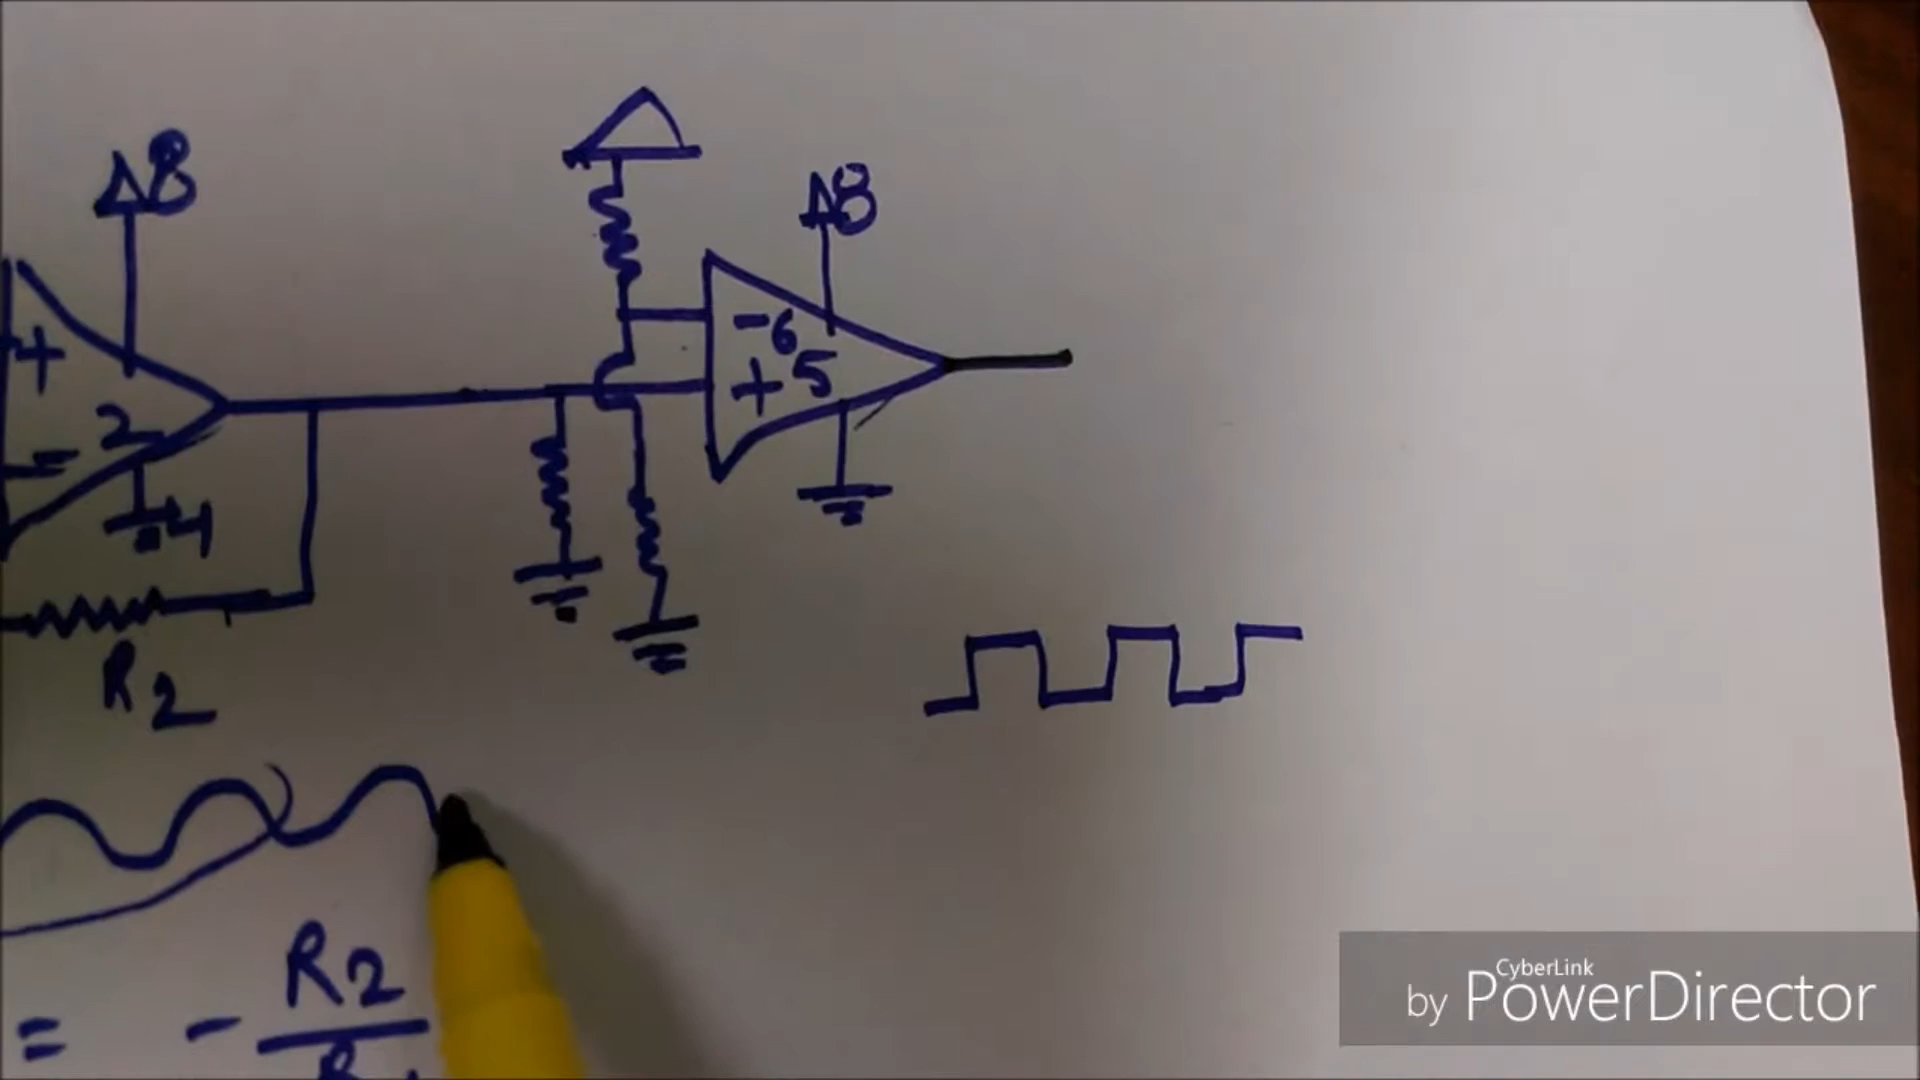 8
8
+
- 6
+ 5
2
-
4
R2
R2
= -
CyberLink
by PowerDirector